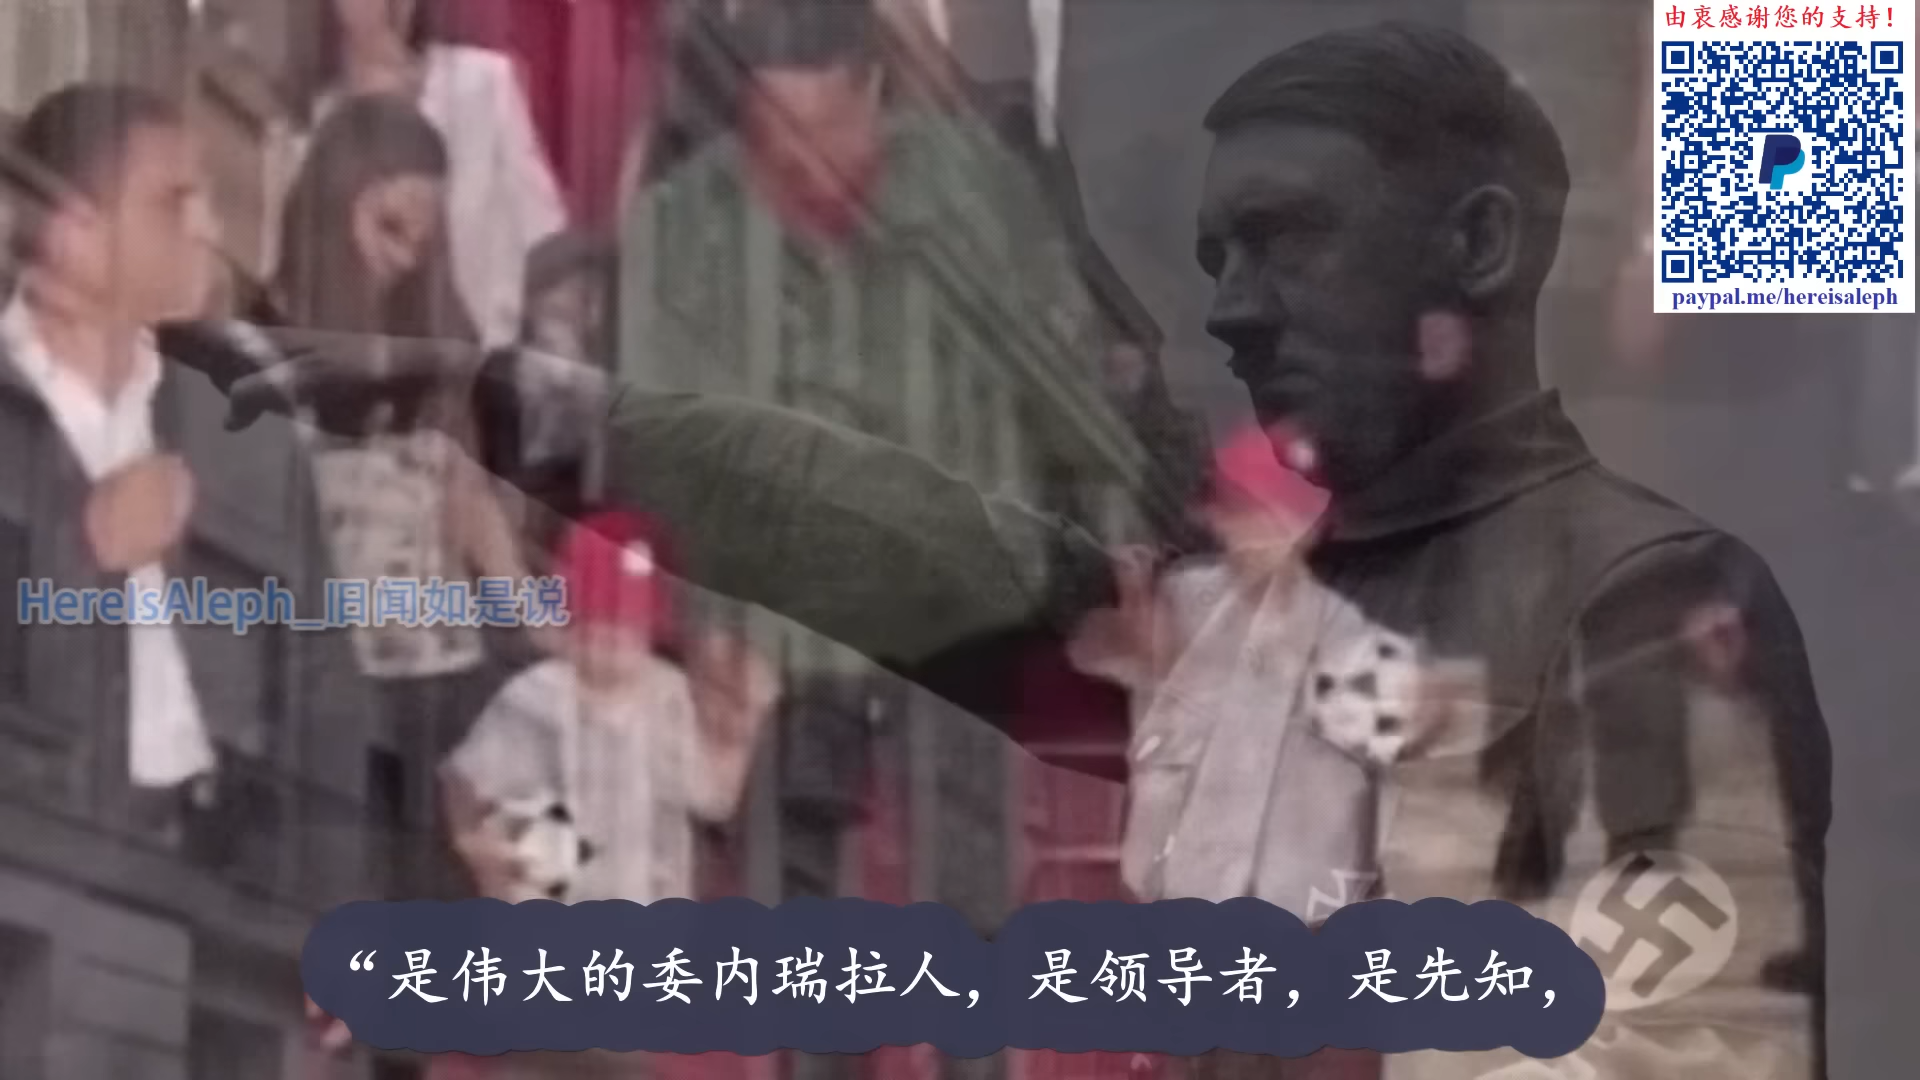 由衷感谢您的支持!
paypal.me/hereisaleph
HereIsAleph_旧闻如是说
“是伟大的委内瑞拉人，是领导者，是先知，